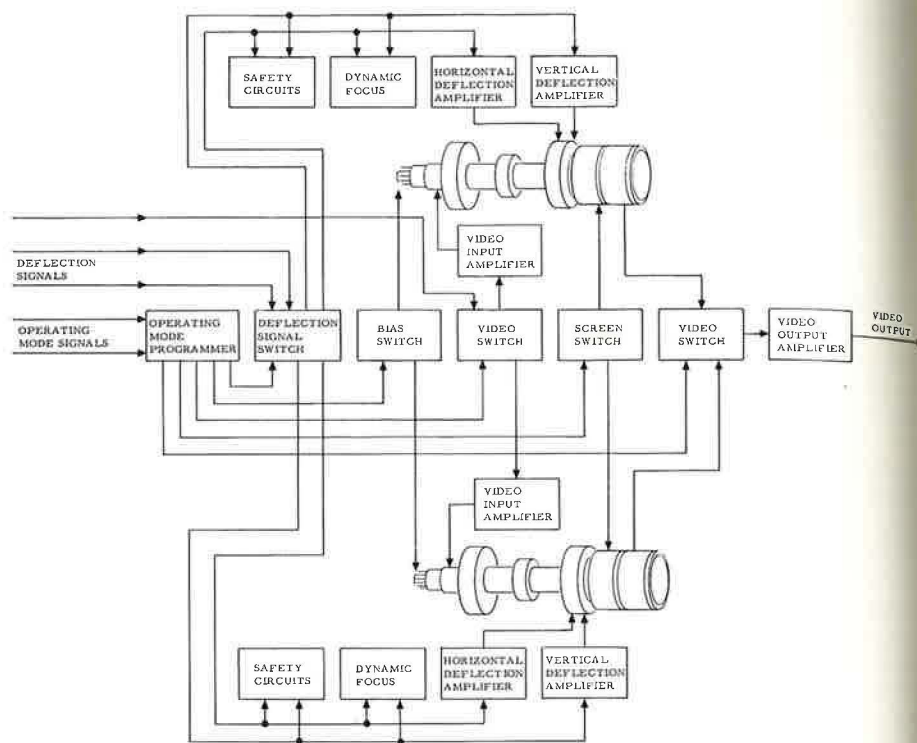 SAFETY
CIRCUITS
DYNAMIC
FOCUS
HORIZONTAL
DEFLECTION
AMPLIFIER
VERTICAL
DEFLECTION
AMPLIFIER
VIDEO
INPUT
AMPLIFIER
DEFLECTION
SIGNALS
OPERATING
MODE SIGNALS
OPERATING
MODE
PROGRAMMER
DEFLECTION
SIGNAL
SWITCH
BIAS
SWITCH
VIDEO
SWITCH
SCREEN
SWITCH
VIDEO
SWITCH
VIDEO
OUTPUT
AMPLIFIER
VIDEO
OUTPUT
VIDEO
INPUT
AMPLIFIER
SAFETY
CIRCUITS
DYNAMIC
FOCUS
HORIZONTAL
DEFLECTION
AMPLIFIER
VERTICAL
DEFLECTION
AMPLIFIER